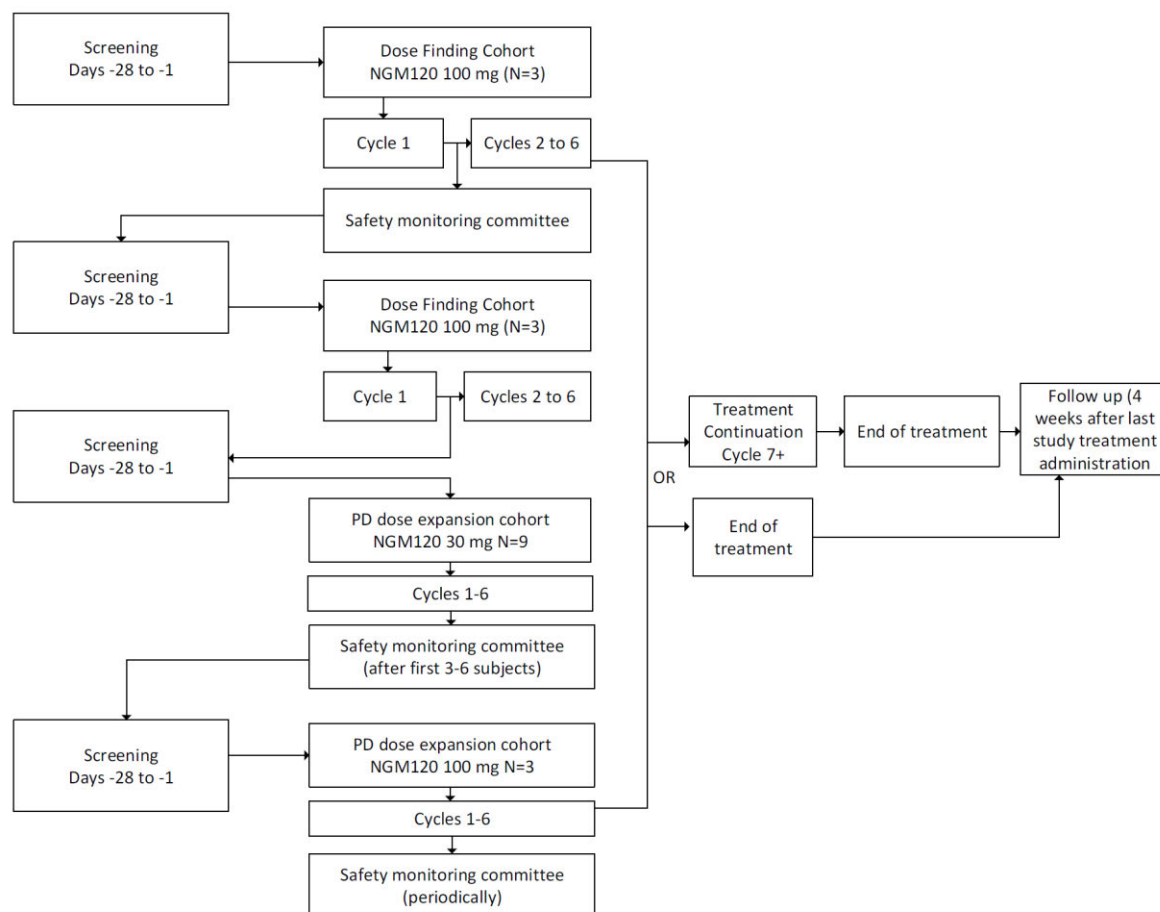 Screening
Days -28 to -1
Dose Finding Cohort
NGM120 100 mg (N=3)
Cycle 1
Cycles 2 to 6
Safety monitoring committee
Screening
Days -28 to -1
Dose Finding Cohort
NGM120 100 mg (N=3)
Cycle 1
Cycles 2 to 6
Screening
Days -28 to -1
PD dose expansion cohort
NGM120 30 mg N=9
Cycles 1-6
Safety monitoring committee
(after first 3-6 subjects)
Screening
Days -28 to -1
PD dose expansion cohort
NGM120 100 mg N=3
Cycles 1-6
Safety monitoring committee
(periodically)
Treatment
Continuation
Cycle 7+
End of treatment
Follow up (4
weeks after last
study treatment
administration
OR
End of
treatment